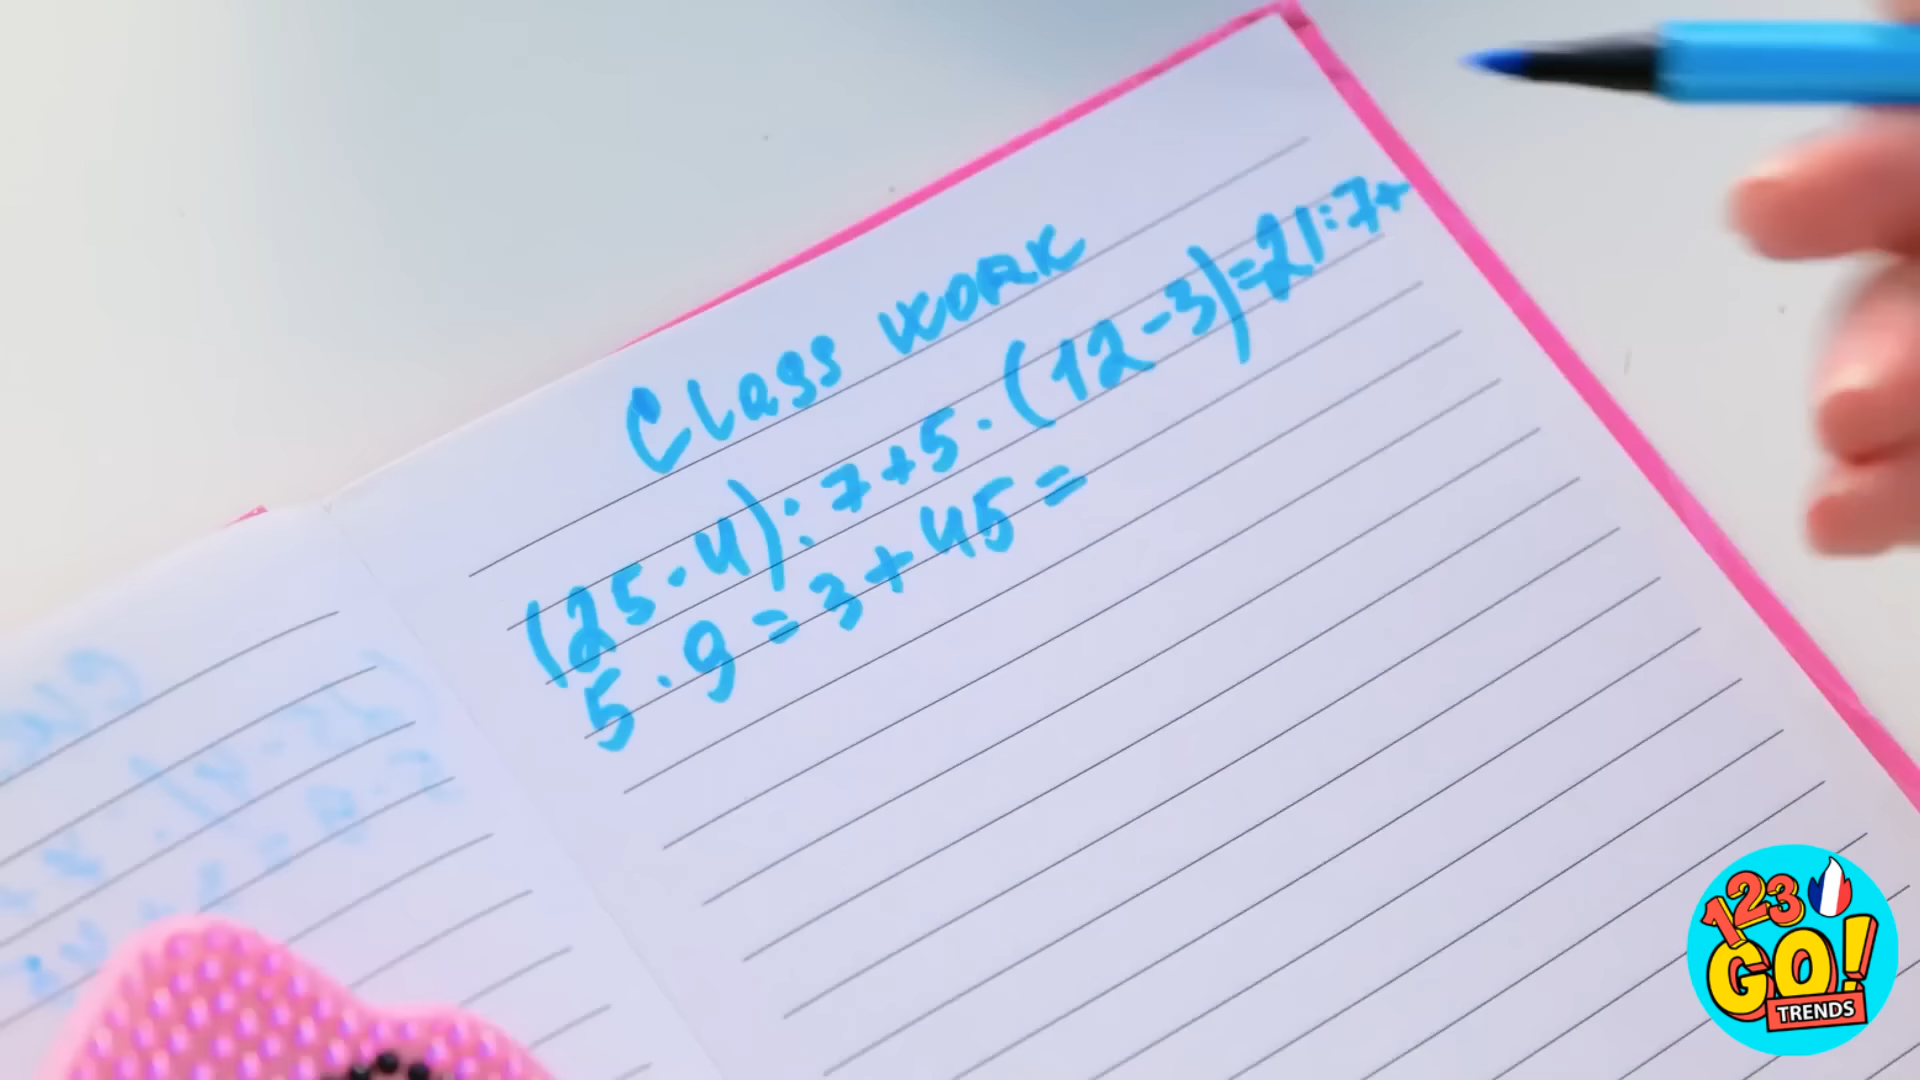 Class work
(25-4):7+5·(12-3)=21:7+
5·9=3+45=
123
GO!
TRENDS